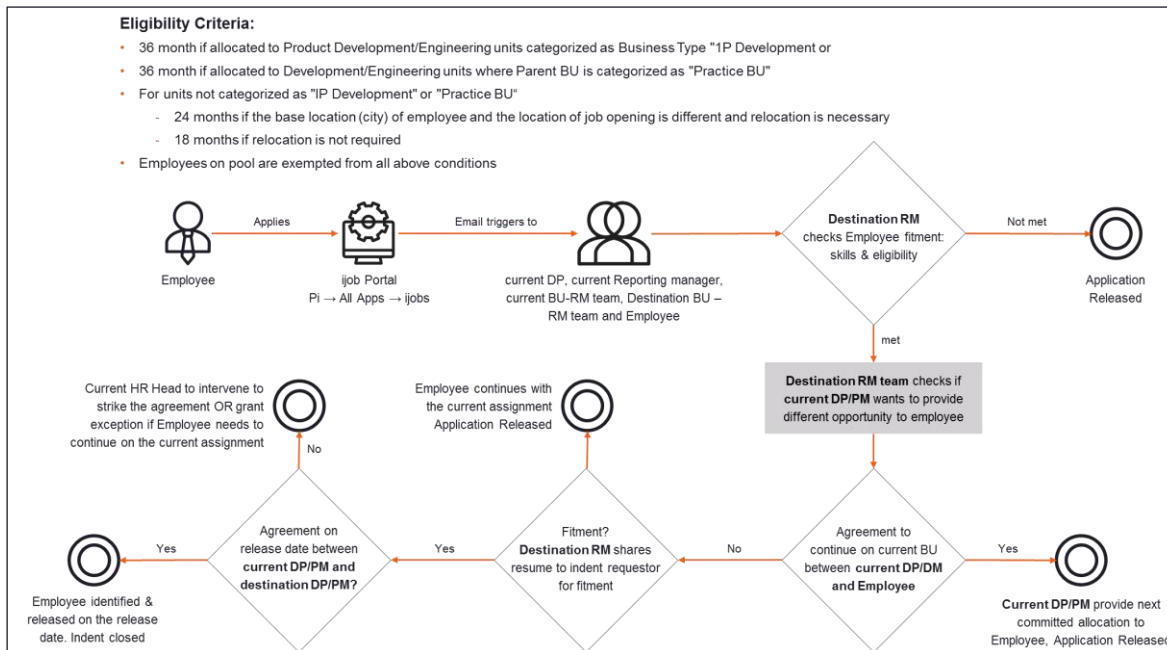 Eligibility Criteria:
• 36 month if allocated to Product Development/Engineering units categorized as Business Type "1P Development or
• 36 month if allocated to Development/Engineering units where Parent BU is categorized as "Practice BU"
• For units not categorized as "IP Development" or "Practice BU"
- 24 months if the base location (city) of employee and the location of job opening is different and relocation is necessary
- 18 months if relocation is not required
• Employees on pool are exempted from all above conditions
Applies
Email triggers to
Employee
ijob Portal
Pi → All Apps → ijobs
current DP, current Reporting manager,
current BU-RM team, Destination BU –
RM team and Employee
Destination RM
checks Employee fitment:
skills & eligibility
Not met
Application
Released
met
Destination RM team checks if
current DP/PM wants to provide
different opportunity to employee
Agreement to
continue on current BU
between current DP/DM
and Employee
Yes
Current DP/PM provide next
committed allocation to
Employee, Application Released
No
Fitment?
Destination RM shares
resume to indent requestor
for fitment
Employee continues with
the current assignment
Application Released
Yes
Agreement on
release date between
current DP/PM and
destination DP/PM?
No
Current HR Head to intervene to
strike the agreement OR grant
exception if Employee needs to
continue on the current assignment
Yes
Employee identified &
released on the release
date. Indent closed